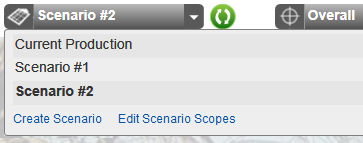 Scenario #2 Overall
Current Production
Scenario #1
Scenario #2
Create Scenario Edit Scenario Scopes